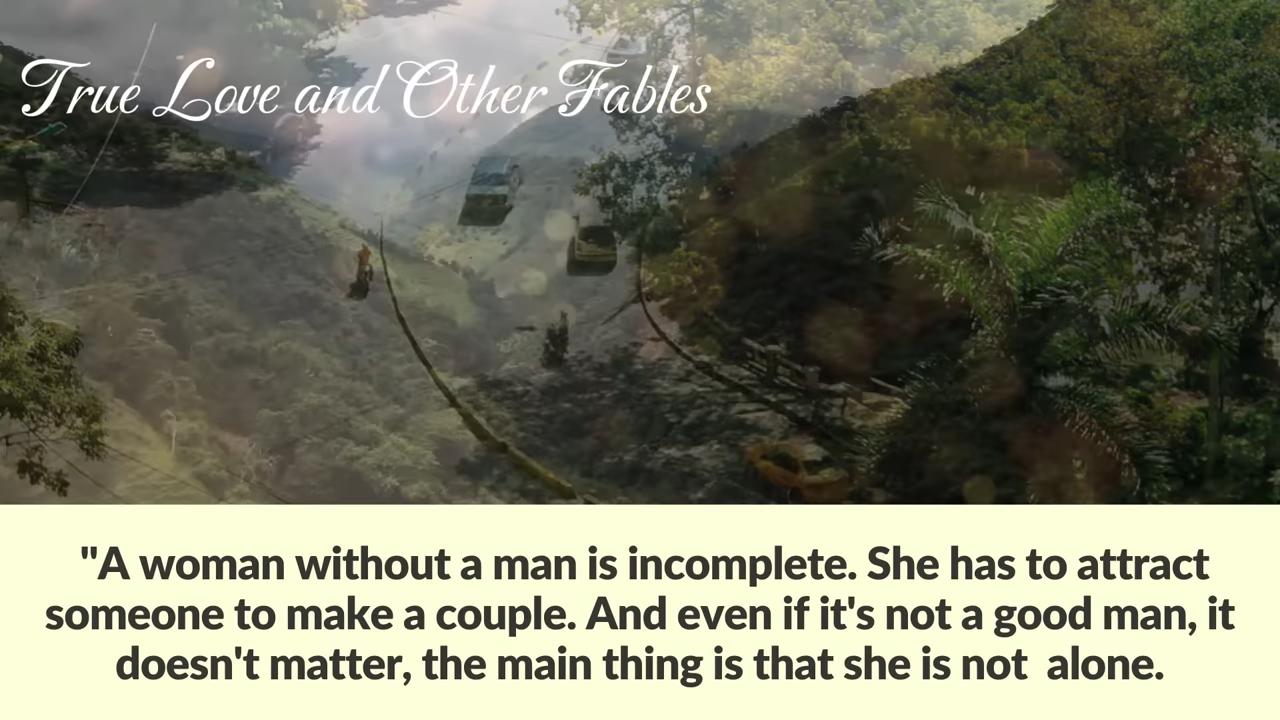 True Love and Other Fables
"A woman without a man is incomplete. She has to attract
someone to make a couple. And even if it's not a good man, it
doesn't matter, the main thing is that she is not  alone.